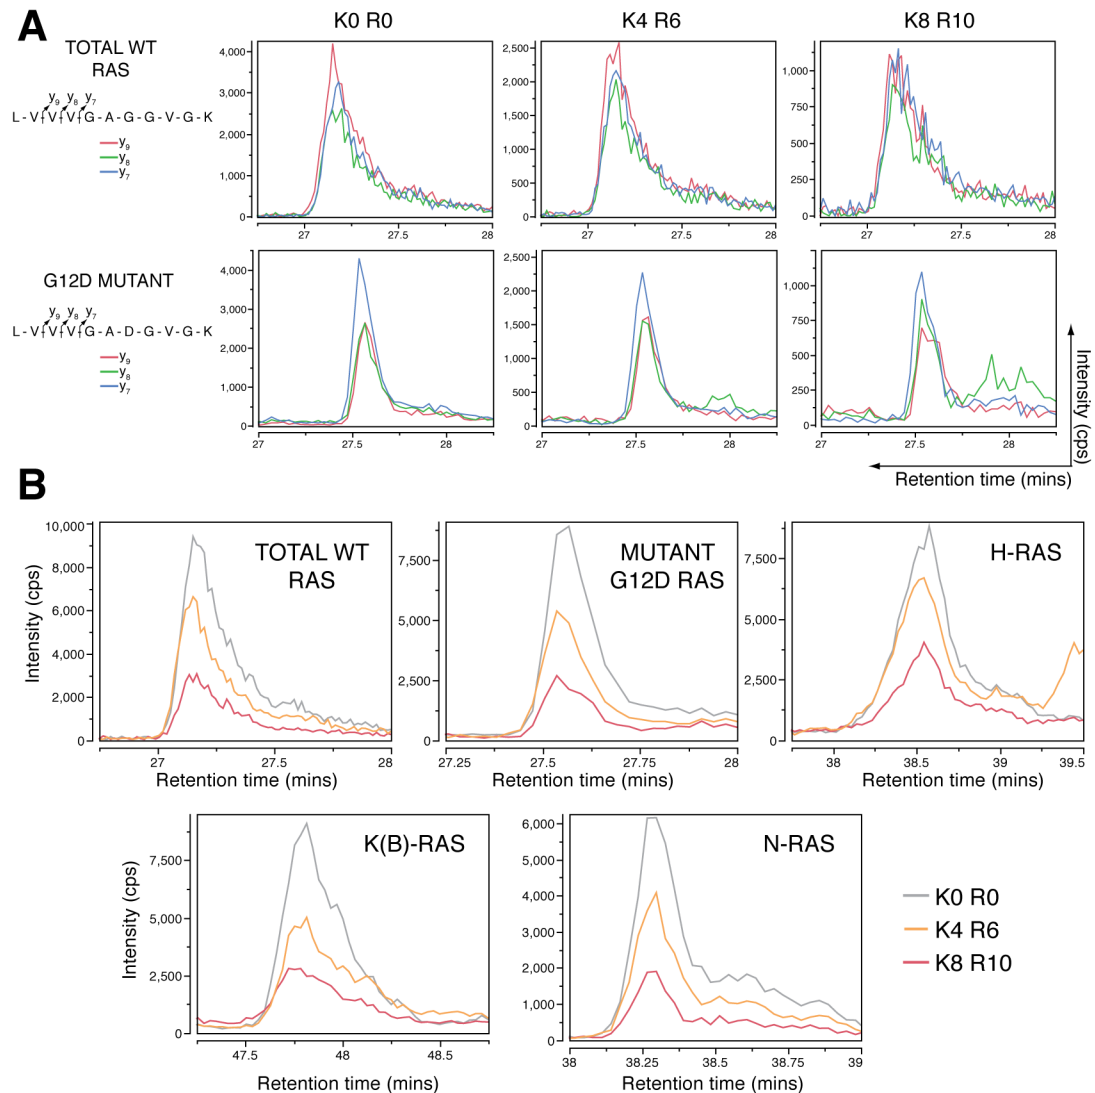 A
K0 R0
K4 R6
K8 R10
TOTAL WT
RAS
y9 y8 y7
L-V-V-V-G-A-G-G-V-G-K
y9
y8
y7
4,000
3,000
2,000
1,000
0
27
27.5
28
2,500
2,000
1,500
1,000
500
0
27
27.5
28
1,000
750
500
250
0
27
27.5
28
G12D MUTANT
y9 y8 y7
L-V-V-V-G-A-D-G-V-G-K
y9
y8
y7
4,000
3,000
2,000
1,000
0
27
27.5
28
2,500
2,000
1,500
1,000
500
0
27
27.5
28
1,000
750
500
250
0
27
27.5
28
Intensity (cps)
Retention time (mins)
B
Intensity (cps)
10,000
8,000
6,000
4,000
2,000
0
TOTAL WT
RAS
27
27.5
28
Retention time (mins)
7,500
5,000
2,500
0
MUTANT
G12D RAS
27.25
27.5
27.75
28
Retention time (mins)
7,500
5,000
2,500
0
H-RAS
38
38.5
39
39.5
Retention time (mins)
Intensity (cps)
7,500
5,000
2,500
0
K(B)-RAS
47.5
48
48.5
Retention time (mins)
6,000
5,000
4,000
3,000
2,000
1,000
0
N-RAS
38
38.25
38.5
38.75
39
Retention time (mins)
K0 R0
K4 R6
K8 R10